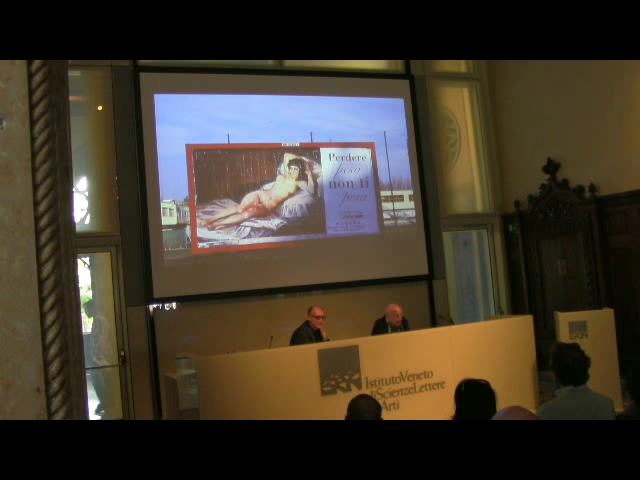 Perdere
peso
non ti
pesa
IstitutoVeneto
diScienzeLettere
edArti